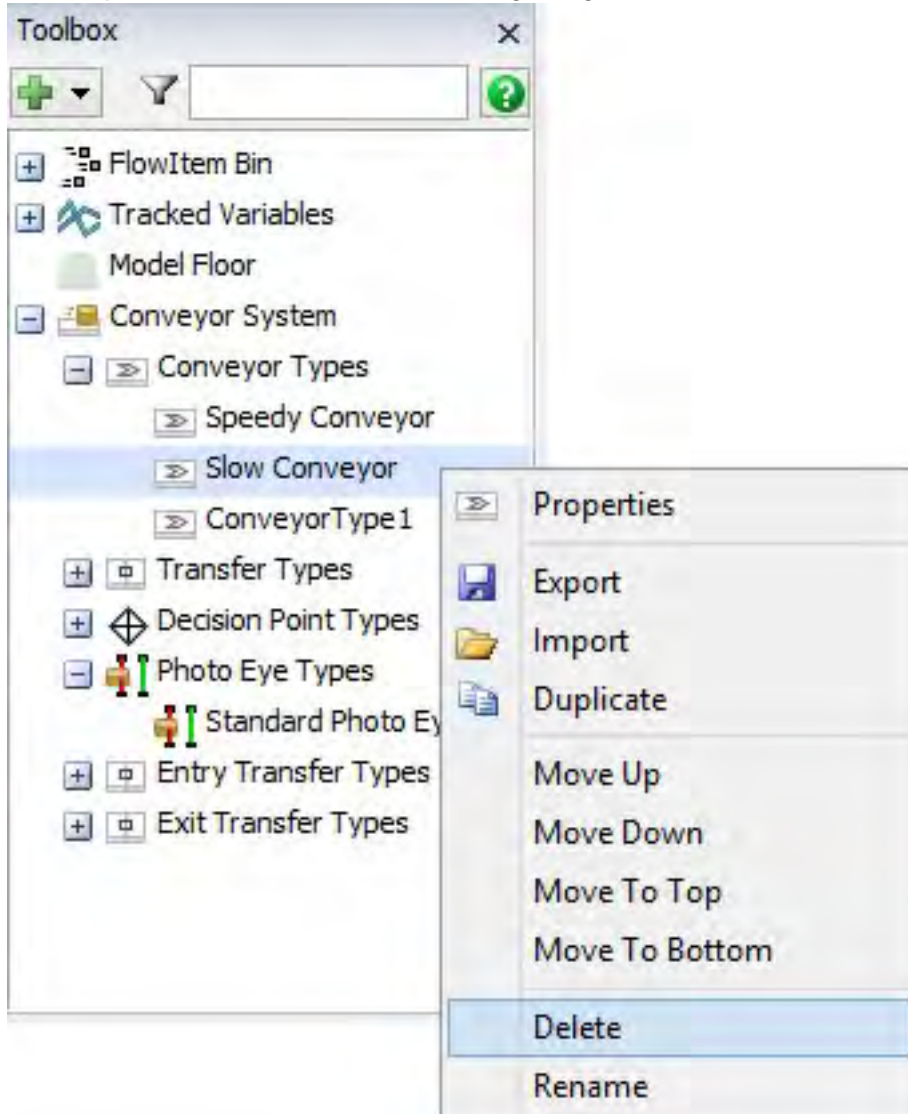 Toolbox
FlowItem Bin
Tracked Variables
Model Floor
Conveyor System
Conveyor Types
Speedy Conveyor
Slow Conveyor
ConveyorType1
Transfer Types
Decision Point Types
Photo Eye Types
Standard Photo Ey
Entry Transfer Types
Exit Transfer Types
Properties
Export
Import
Duplicate
Move Up
Move Down
Move To Top
Move To Bottom
Delete
Rename